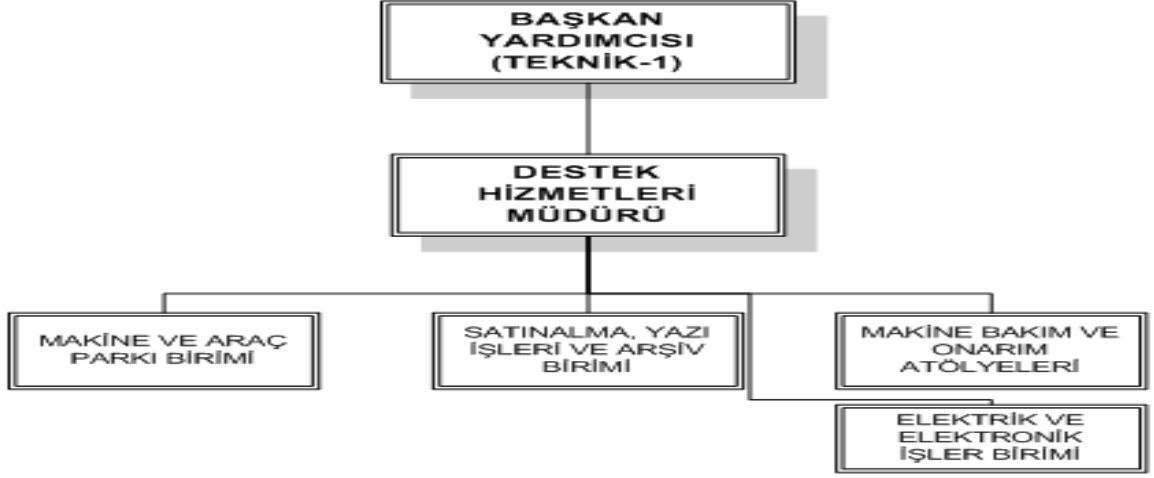 BAŞKAN
YARDIMCISI
(TEKNİK-1)
DESTEK
HİZMETLERİ
MÜDÜRÜ
MAKİNE VE ARAÇ
PARKI BİRİMİ
SATINALMA, YAZI
İŞLERİ VE ARŞİV
BİRİMİ
MAKİNE BAKIM VE
ONARIM
ATÖLYELERİ
ELEKTRİK VE
ELEKTRONİK
İŞLER BİRİMİ